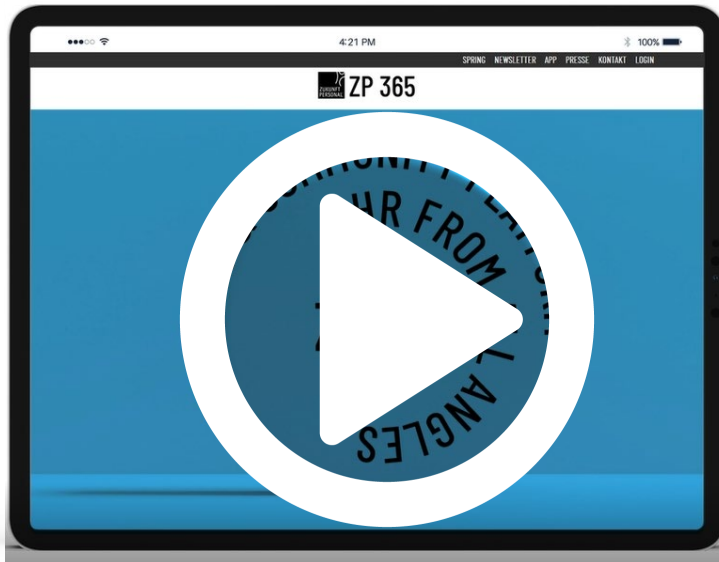 4:21 PM
100%
SPRING NEWSLETTER APP PRESSE KONTAKT LOGIN
ZUKUNFT
PERSONAL
ZP 365
HR FROM
ANGLES